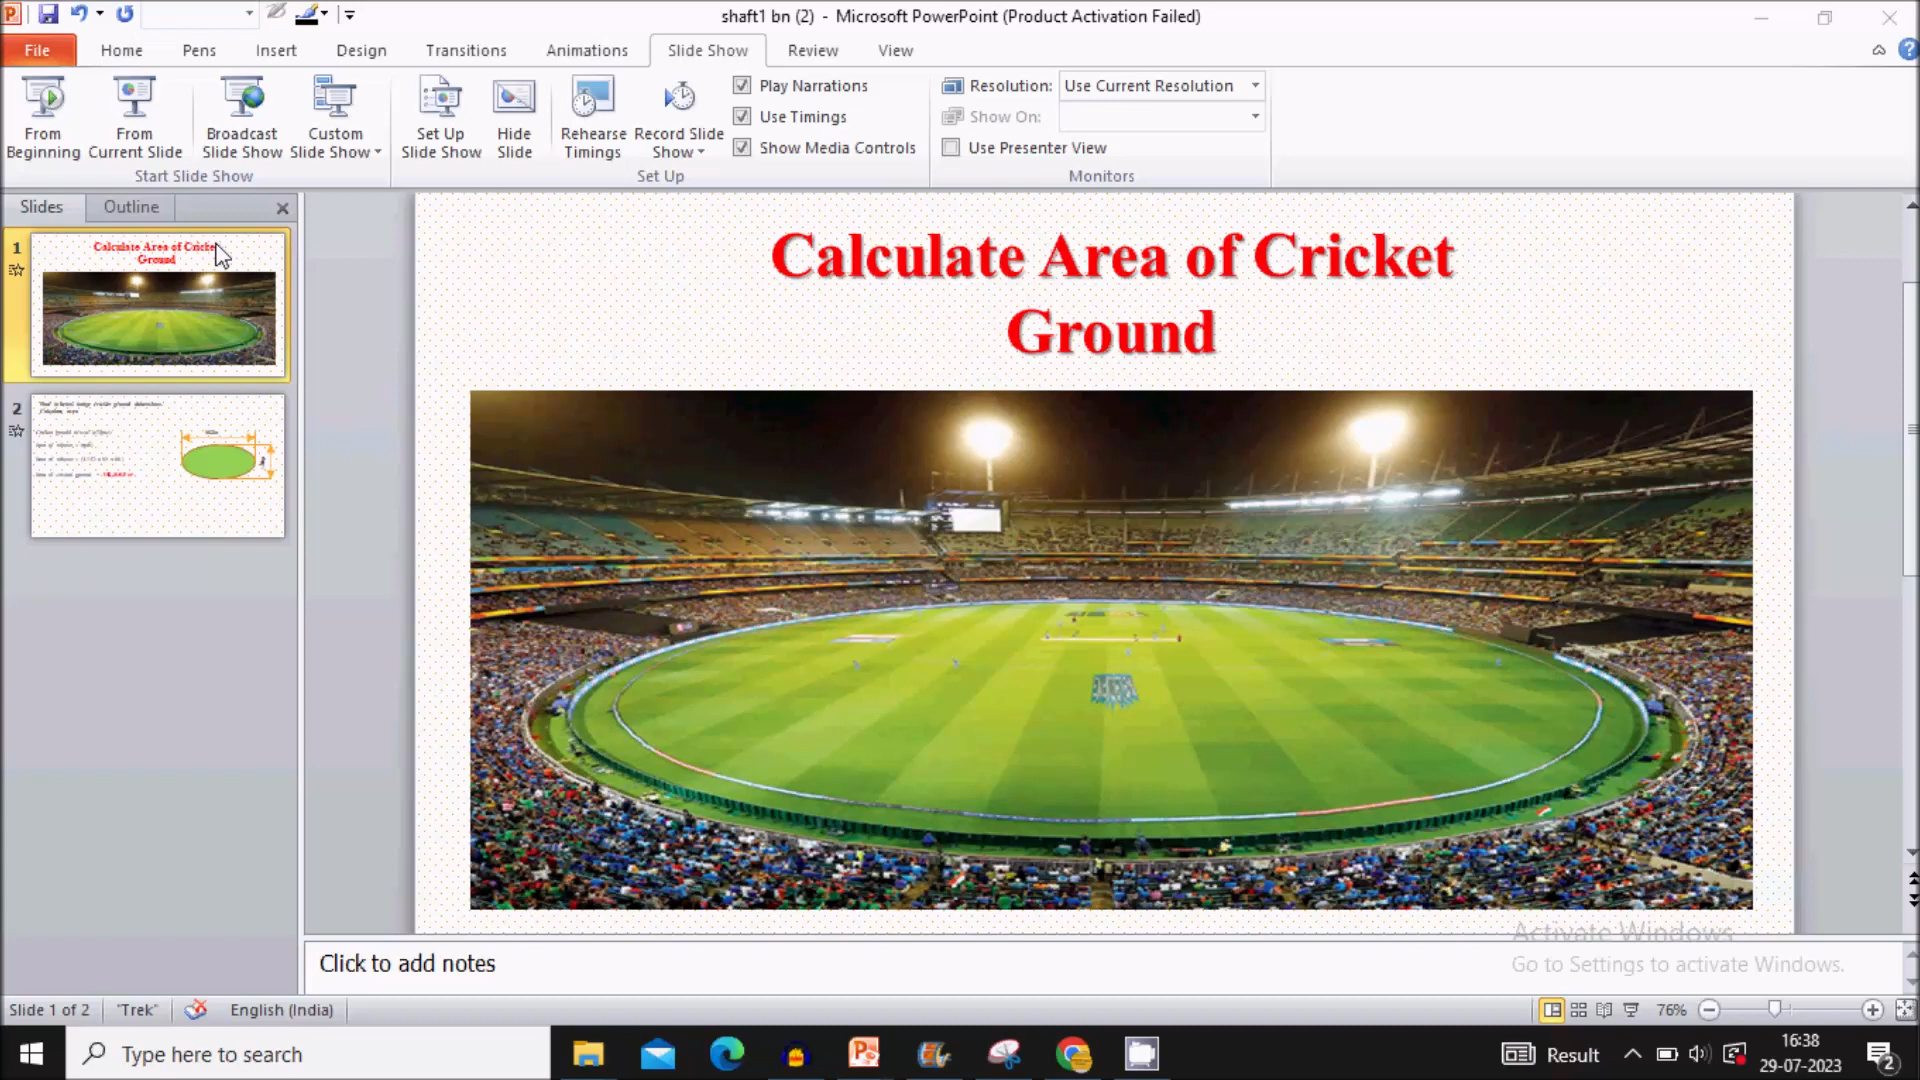 shaft1 bn (2) - Microsoft PowerPoint (Product Activation Failed)
File Home Pens Insert Design Transitions Animations Slide Show Review View
From Beginning
From Current Slide
Broadcast Slide Show
Custom Slide Show
Set Up Slide Show
Hide Slide
Rehearse Timings
Record Slide Show
Play Narrations
Use Timings
Show Media Controls
Resolution: Use Current Resolution
Show On:
Use Presenter View
Start Slide Show
Set Up
Monitors
Slides Outline
1
Calculate Area of Cricket
Ground
2
Calculate Area of Cricket
Ground
Click to add notes
Activate Windows
Go to Settings to activate Windows.
Slide 1 of 2 "Trek" English (India) 76%
Type here to search
Result
16:38
29-07-2023
2